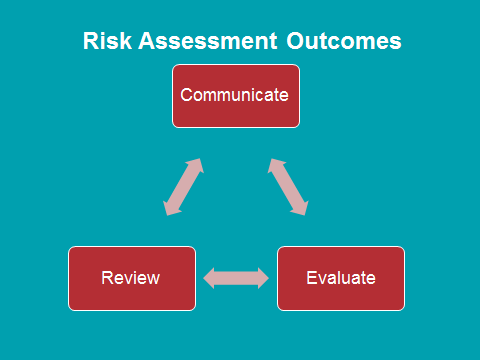 Risk Assessment Outcomes
Communicate
Review
Evaluate